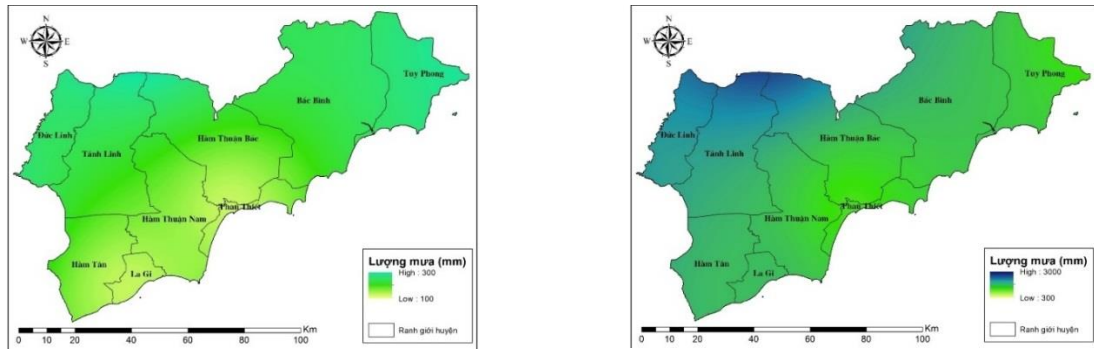 N
W E
S
Tuy Phong
Bắc Bình
Đức Linh
Hàm Thuận Bắc
Tánh Linh
Phan Thiết
Hàm Thuận Nam
Hàm Tân
La Gi
Lượng mưa (mm)
High : 300
Low : 100
Ranh giới huyện
Km
0 5 10 20 40 60 80 100
N
W E
S
Tuy Phong
Bắc Bình
Đức Linh
Hàm Thuận Bắc
Tánh Linh
Phan Thiết
Hàm Thuận Nam
Hàm Tân
La Gi
Lượng mưa (mm)
High : 3000
Low : 300
Ranh giới huyện
Km
0 5 10 20 40 60 80 100